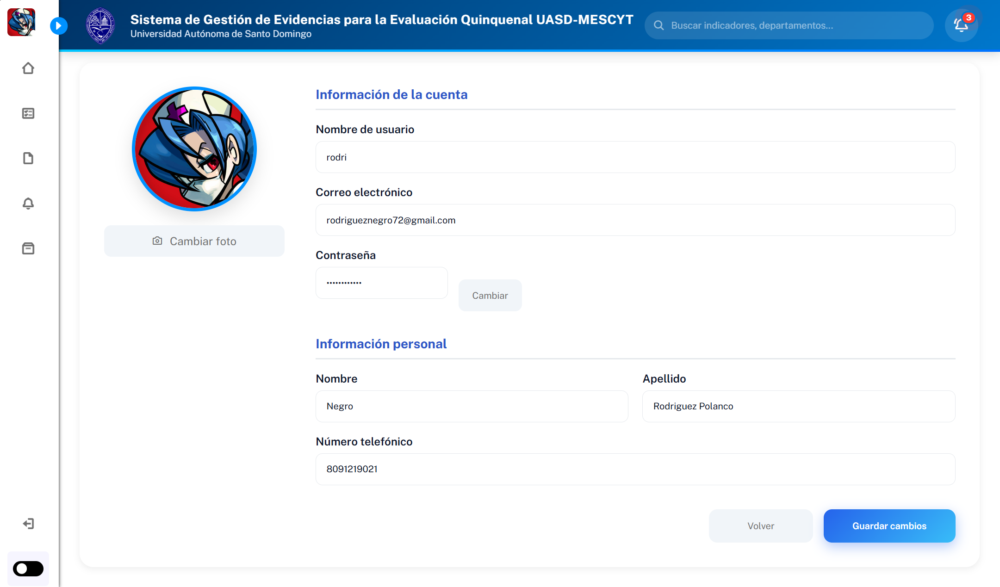 Sistema de Gestión de Evidencias para la Evaluación Quinquenal UASD-MESCYT
Universidad Autónoma de Santo Domingo
Buscar indicadores, departamentos...
3
Información de la cuenta
Nombre de usuario
rodri
Correo electrónico
rodrigueznegro72@gmail.com
Cambiar foto
Contraseña
••••••••••••
Cambiar
Información personal
Nombre
Apellido
Negro
Rodriguez Polanco
Número telefónico
8091219021
Volver
Guardar cambios